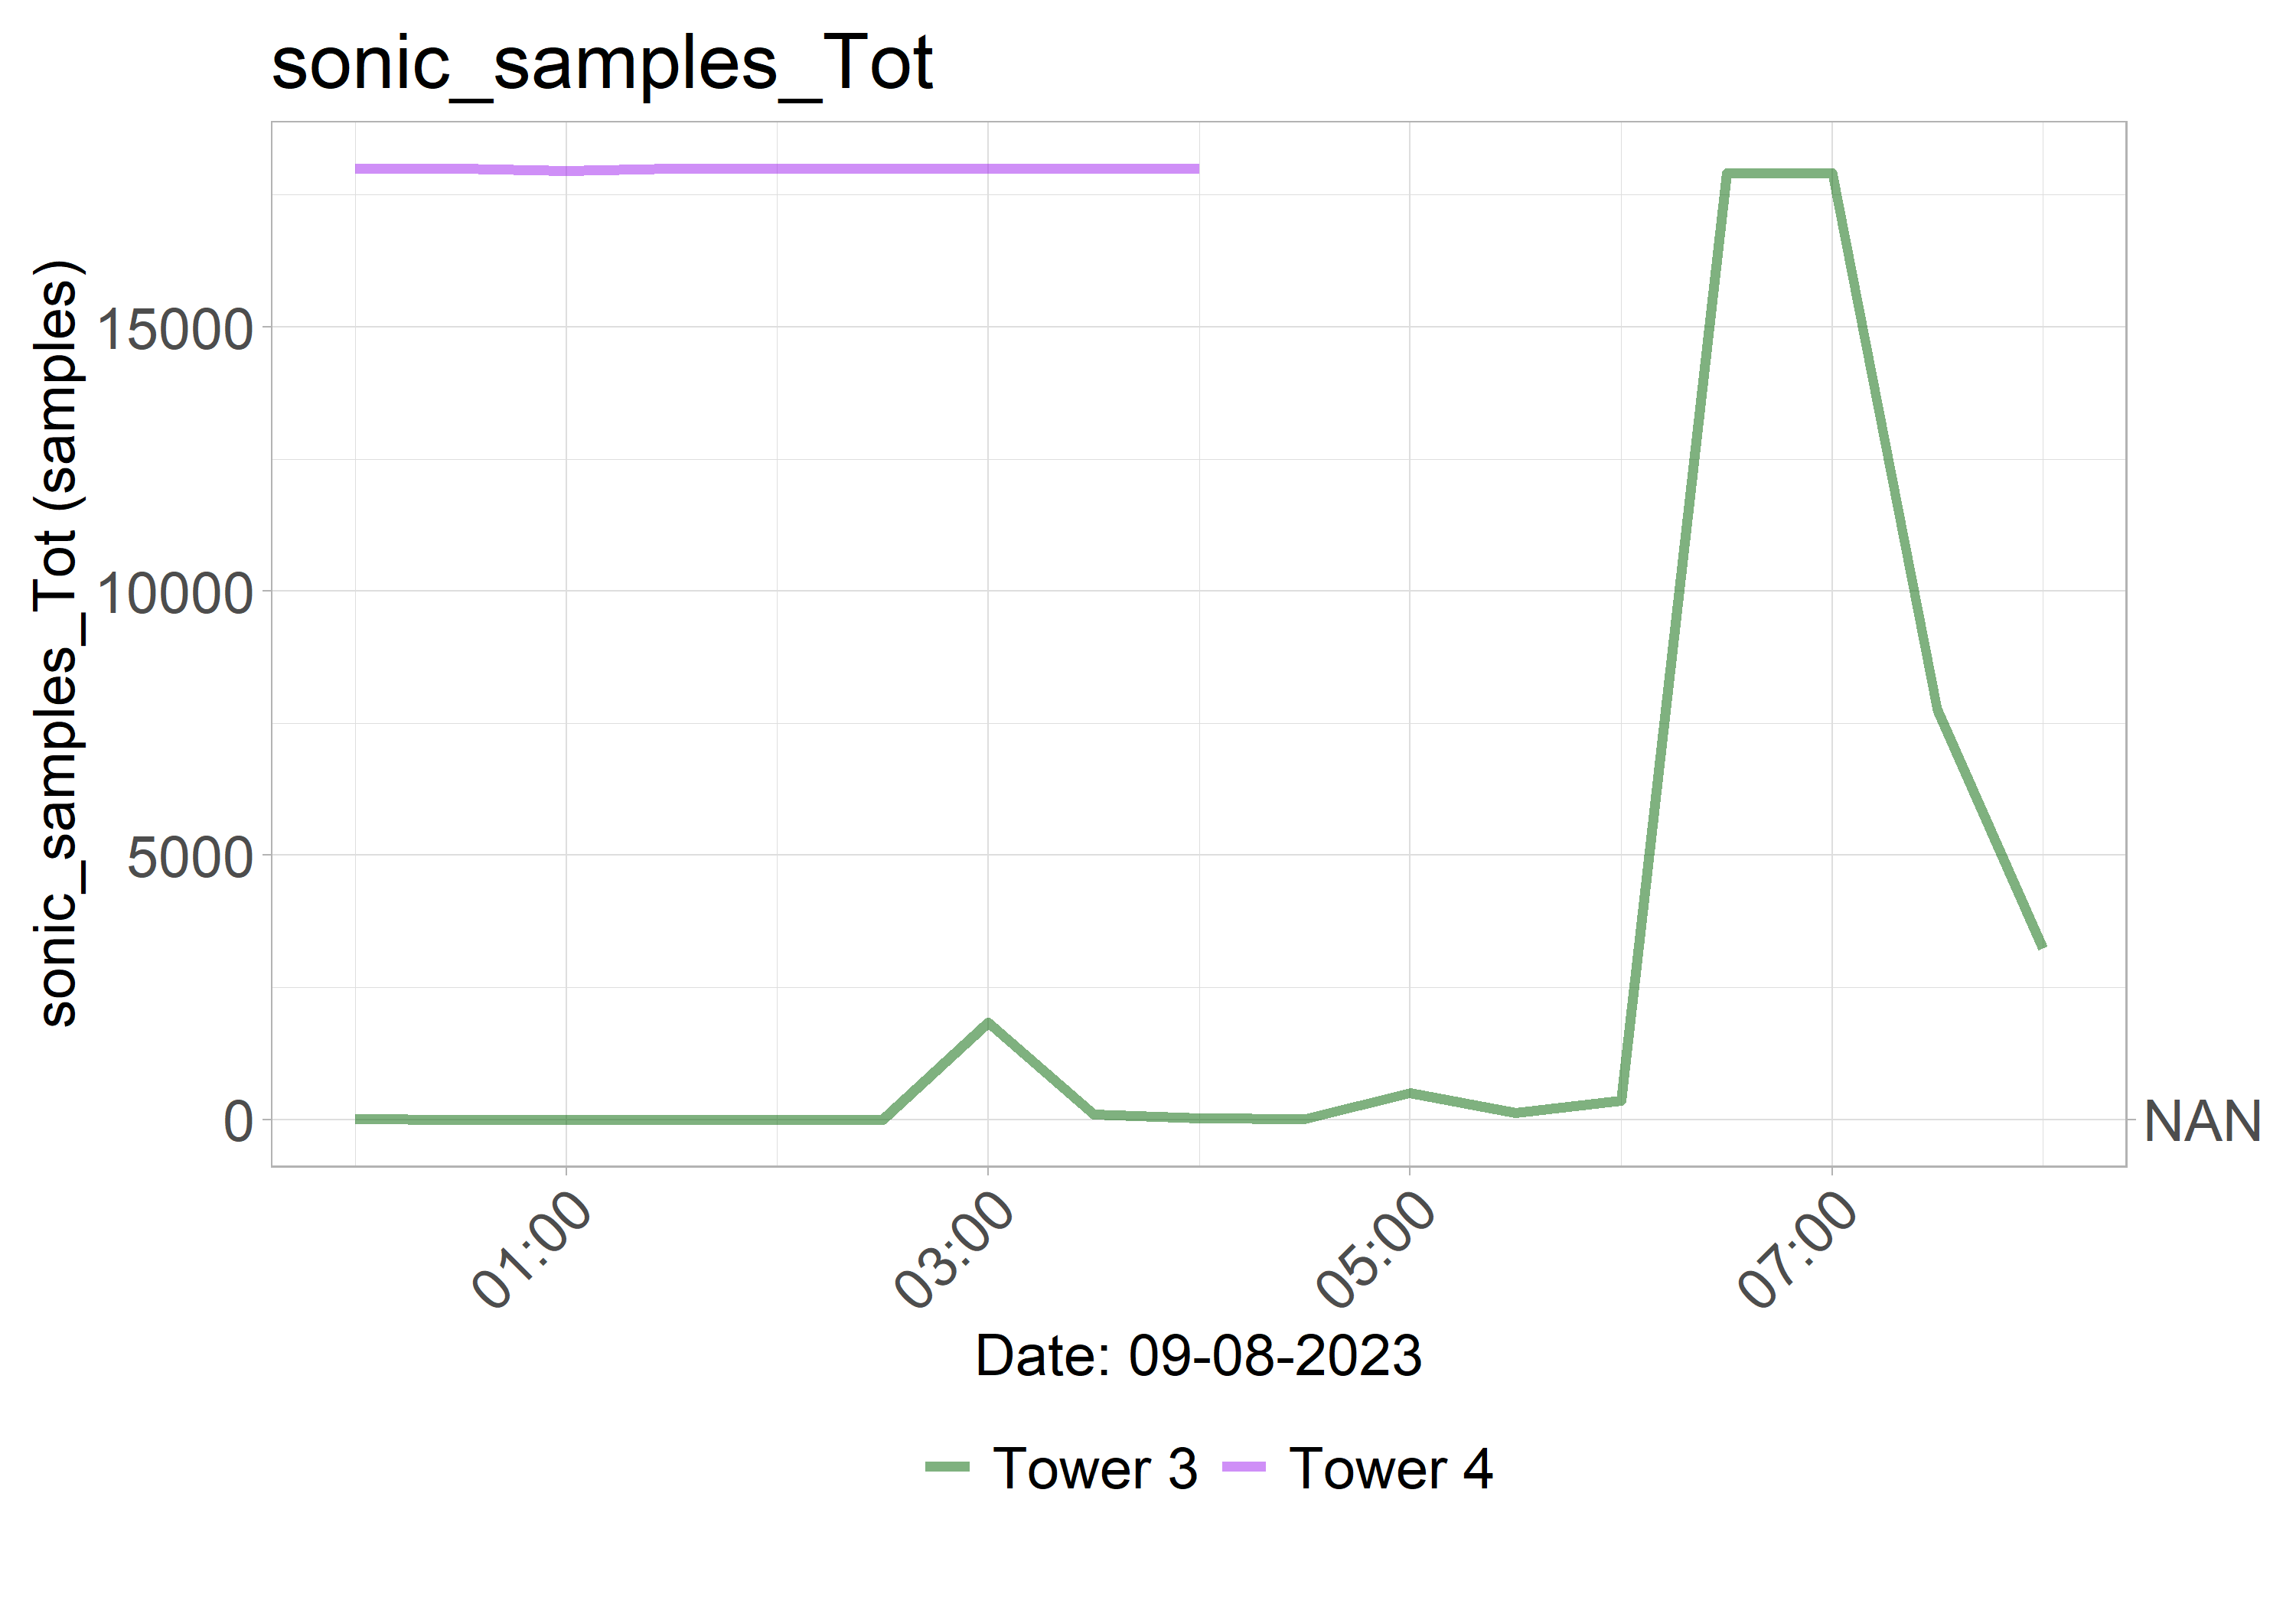 sonic_samples_Tot
sonic_samples_Tot (samples)
15000
10000
5000
0
NAN
01:00
03:00
05:00
07:00
Date: 09-08-2023
Tower 3
Tower 4